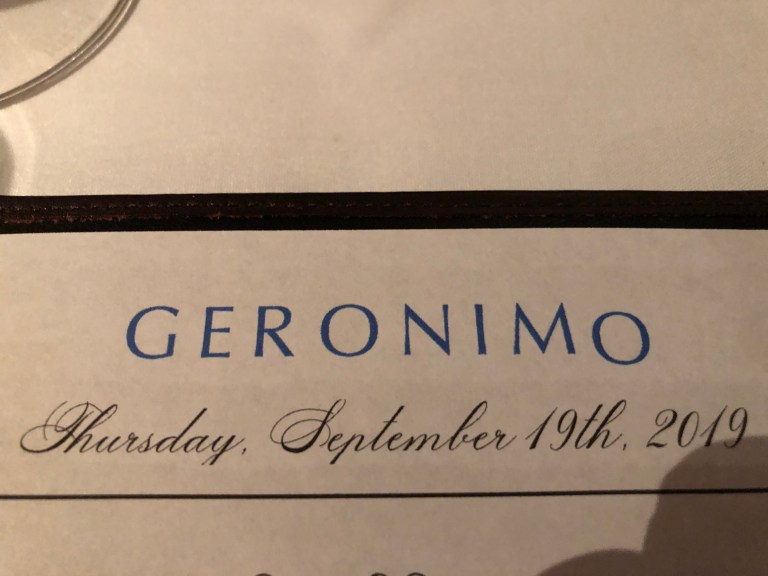 GERONIMO
Thursday, September 19th, 2019